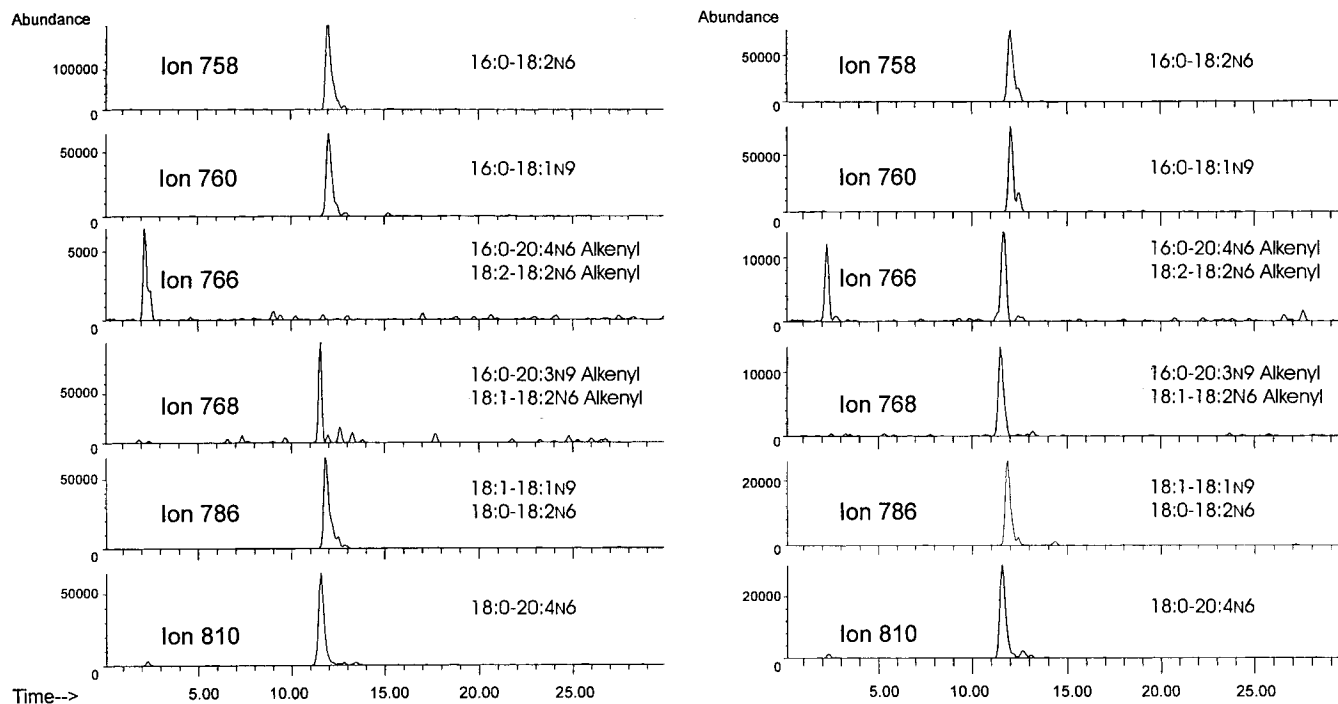 Abundance
100000
0
Ion 758
16:0-18:2N6
50000
0
Ion 760
16:0-18:1N9
5000
0
Ion 766
16:0-20:4N6 Alkenyl
18:2-18:2N6 Alkenyl
50000
0
Ion 768
16:0-20:3N9 Alkenyl
18:1-18:2N6 Alkenyl
50000
0
Ion 786
18:1-18:1N9
18:0-18:2N6
50000
0
Ion 810
18:0-20:4N6
Time-->
5.00 10.00 15.00 20.00 25.00
Abundance
50000
0
Ion 758
16:0-18:2N6
50000
0
Ion 760
16:0-18:1N9
10000
0
Ion 766
16:0-20:4N6 Alkenyl
18:2-18:2N6 Alkenyl
10000
0
Ion 768
16:0-20:3N9 Alkenyl
18:1-18:2N6 Alkenyl
20000
0
Ion 786
18:1-18:1N9
18:0-18:2N6
20000
0
Ion 810
18:0-20:4N6
5.00 10.00 15.00 20.00 25.00